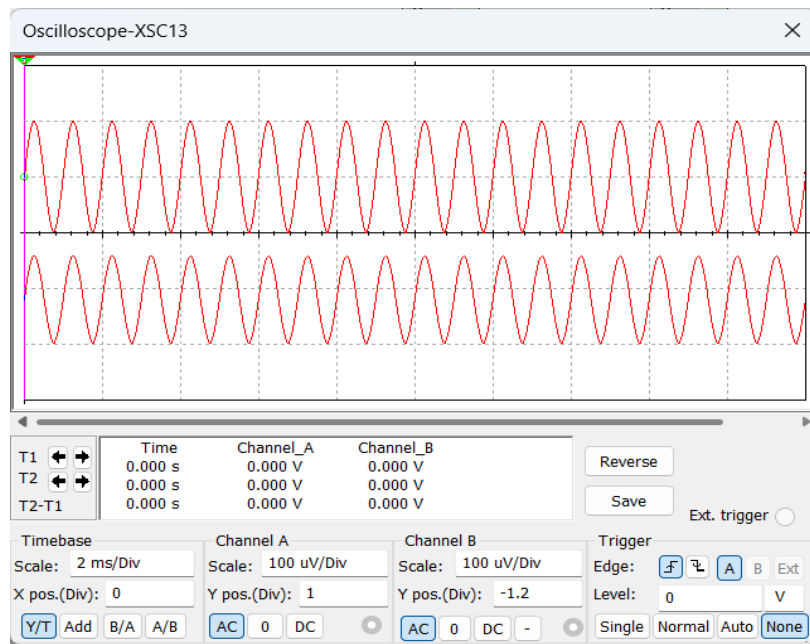 Oscilloscope-XSC13
Time Channel_A Channel_B
T1 0.000 s 0.000 V 0.000 V
T2 0.000 s 0.000 V 0.000 V
T2-T1 0.000 s 0.000 V 0.000 V
Reverse
Save
Ext. trigger
Timebase
Scale: 2 ms/Div
X pos.(Div): 0
Y/T Add B/A A/B
Channel A
Scale: 100 uV/Div
Y pos.(Div): 1
AC 0 DC
Channel B
Scale: 100 uV/Div
Y pos.(Div): -1.2
AC 0 DC -
Trigger
Edge: A B Ext
Level: 0 V
Single Normal Auto None